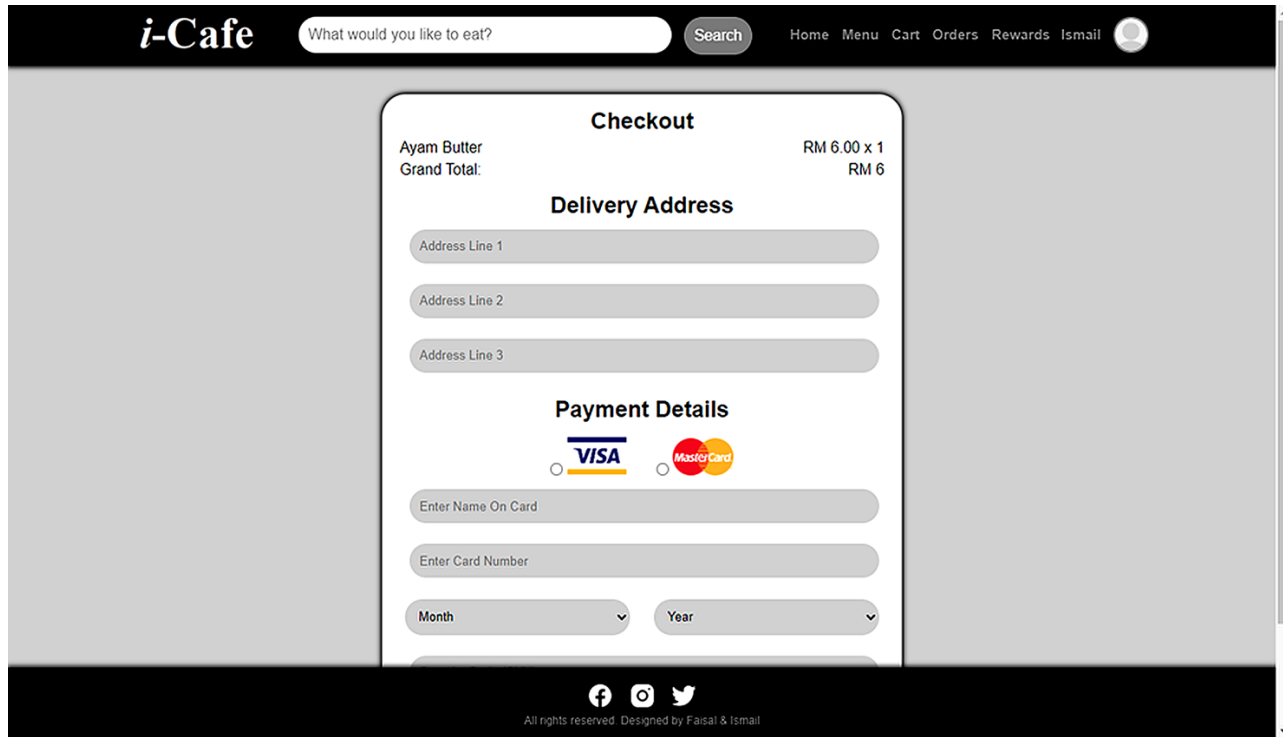 i-Cafe
What would you like to eat?
Search
Home Menu Cart Orders Rewards Ismail
Checkout
Ayam Butter RM 6.00 x 1
Grand Total: RM 6
Delivery Address
Address Line 1
Address Line 2
Address Line 3
Payment Details
VISA MasterCard
Enter Name On Card
Enter Card Number
Month Year
All rights reserved. Designed by Faisal & Ismail